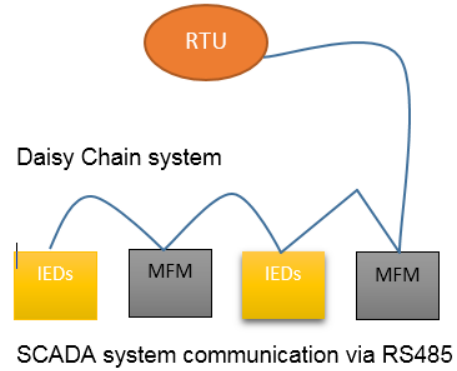 RTU
Daisy Chain system
IEDs MFM IEDs MFM
SCADA system communication via RS485